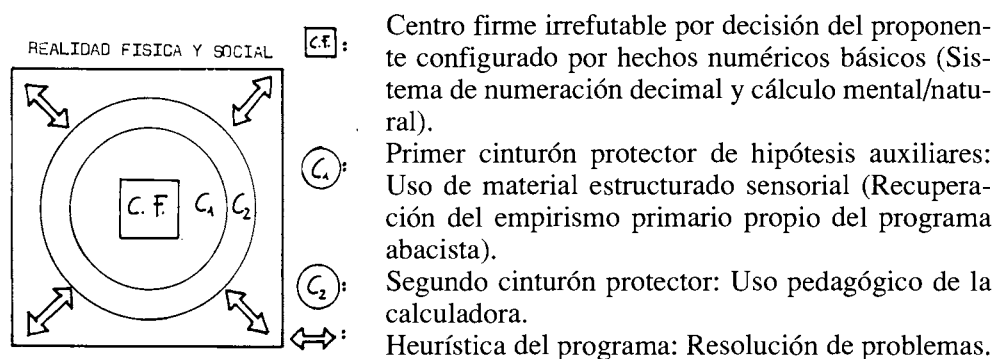 REALIDAD FISICA Y SOCIAL
C. F.
C₁
C₂
C.F. :
Centro firme irrefutable por decisión del proponen-
te configurado por hechos numéricos básicos (Sis-
tema de numeración decimal y cálculo mental/natu-
ral).
C₁ :
Primer cinturón protector de hipótesis auxiliares:
Uso de material estructurado sensorial (Recupera-
ción del empirismo primario propio del programa
abacista).
C₂ :
Segundo cinturón protector: Uso pedagógico de la
calculadora.
⇔ :
Heurística del programa: Resolución de problemas.